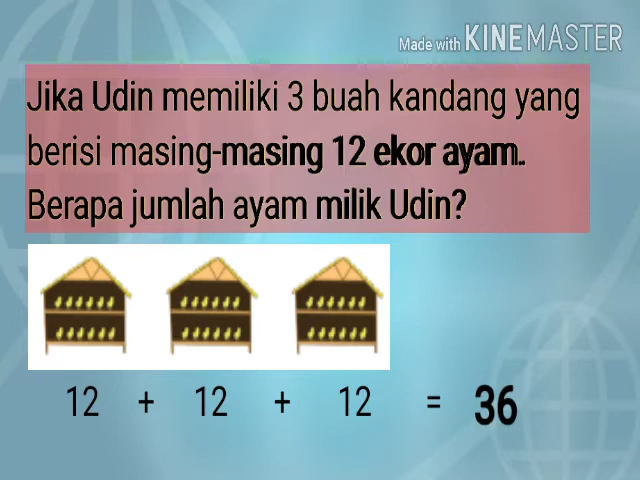 Made with KINEMASTER
Jika Udin memiliki 3 buah kandang yang
berisi masing-masing 12 ekor ayam.
Berapa jumlah ayam milik Udin?
12 + 12 + 12 = 36